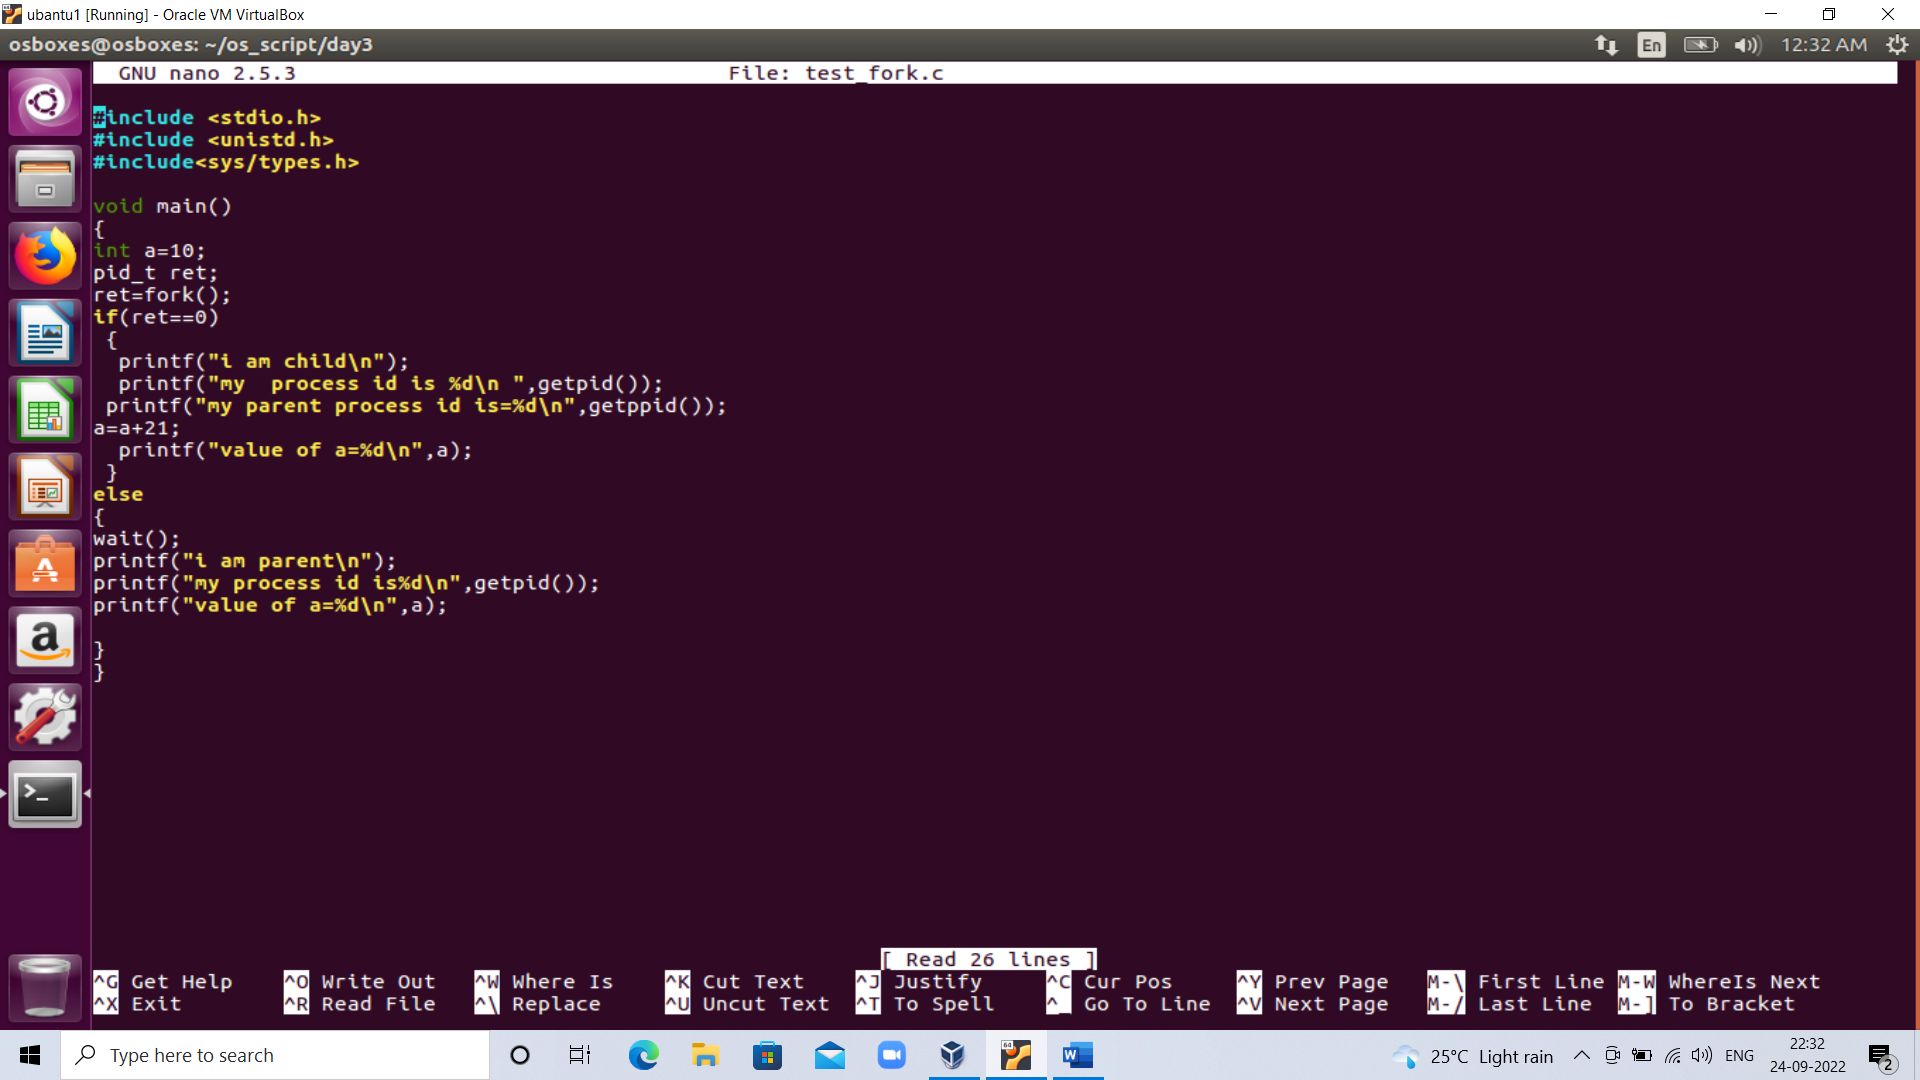 ubantu1 [Running] - Oracle VM VirtualBox
osboxes@osboxes: ~/os_script/day3
En
12:32 AM
GNU nano 2.5.3 File: test_fork.c
#include <stdio.h>
#include <unistd.h>
#include<sys/types.h>
void main()
{
int a=10;
pid_t ret;
ret=fork();
if(ret==0)
{
printf("i am child\n");
printf("my  process id is %d\n ",getpid());
printf("my parent process id is=%d\n",getppid());
a=a+21;
printf("value of a=%d\n",a);
}
else
{
wait();
printf("i am parent\n");
printf("my process id is%d\n",getpid());
printf("value of a=%d\n",a);
}
}
[ Read 26 lines ]
^G Get Help ^O Write Out ^W Where Is ^K Cut Text ^J Justify ^C Cur Pos ^Y Prev Page M-\ First Line M-W WhereIs Next
^X Exit ^R Read File ^\ Replace ^U Uncut Text ^T To Spell ^_ Go To Line ^V Next Page M-/ Last Line M-] To Bracket
Type here to search
25°C Light rain
ENG
22:32
24-09-2022
2